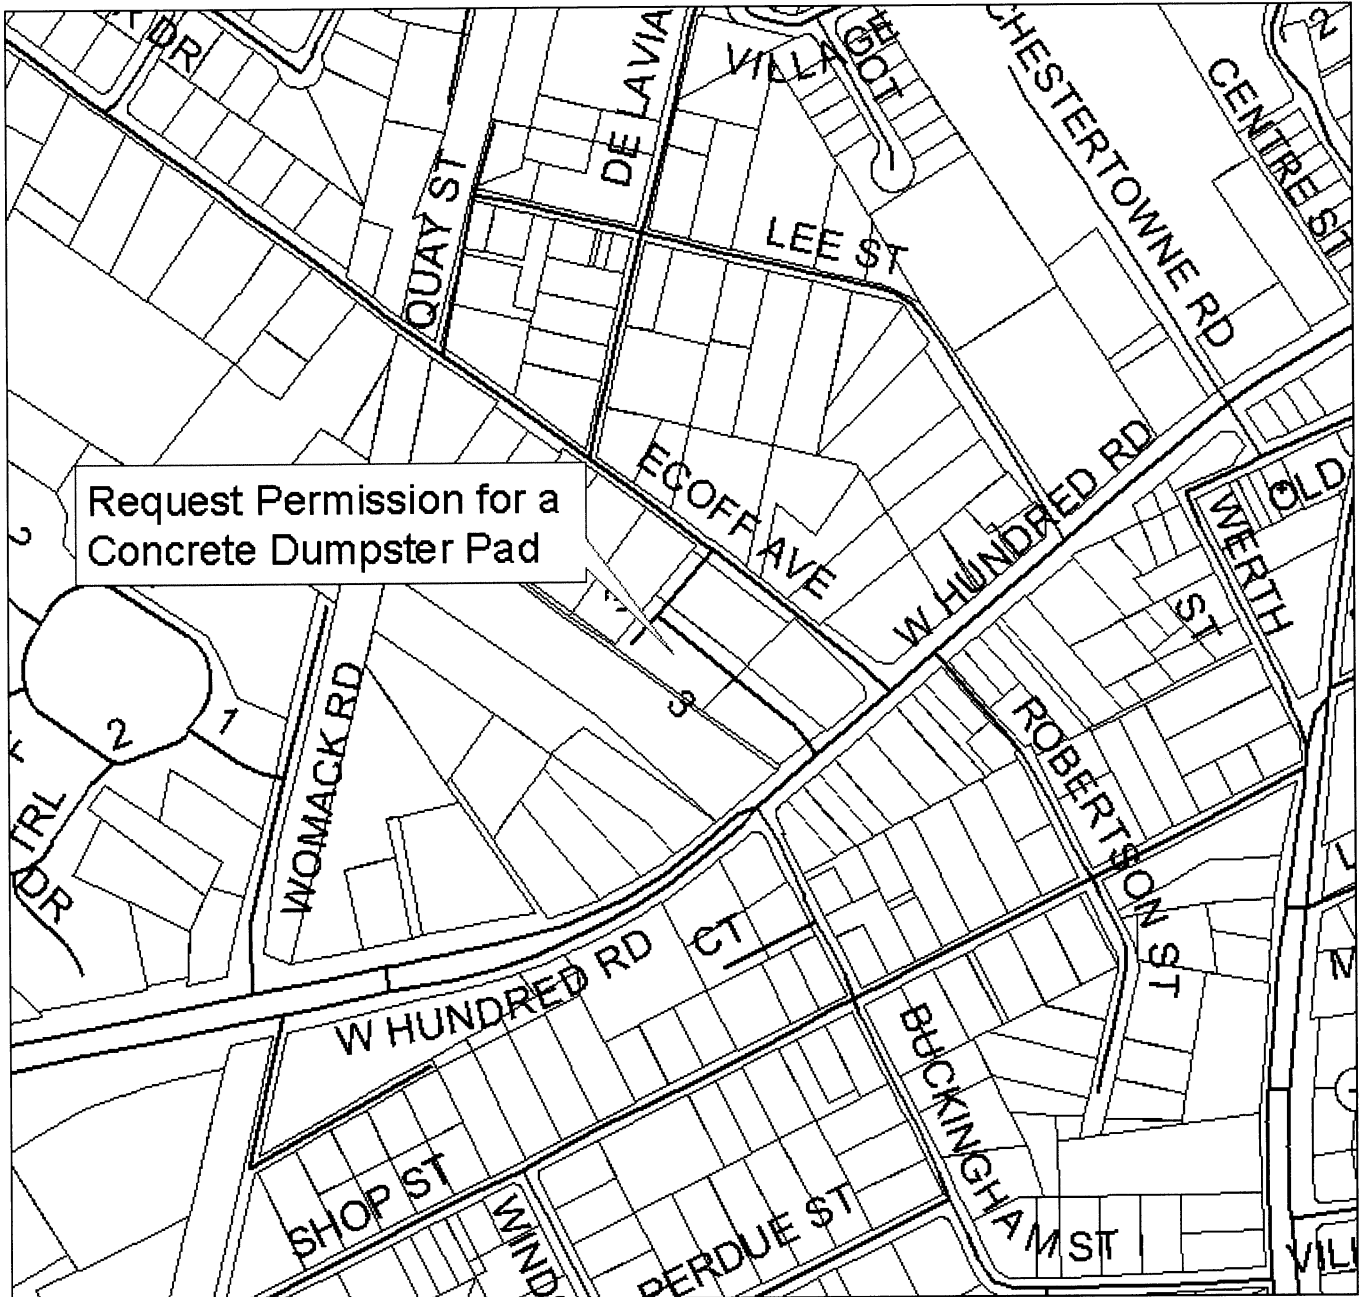 DR
DE LAVIA
VILLAGE
CT
CHESTERTOWNE RD
CENTRE ST
2
QUAY ST
LEE ST
Request Permission for a
Concrete Dumpster Pad
ECOFF AVE
W HUNDRED RD
OLD
WERTH
ST
2
1
3
WOMACK RD
2
1
TRL
DR
ROBERTSON ST
CT
W HUNDRED RD
BUCKINGHAM ST
SHOP ST
WIND
PERDUE ST
VILL
L
M